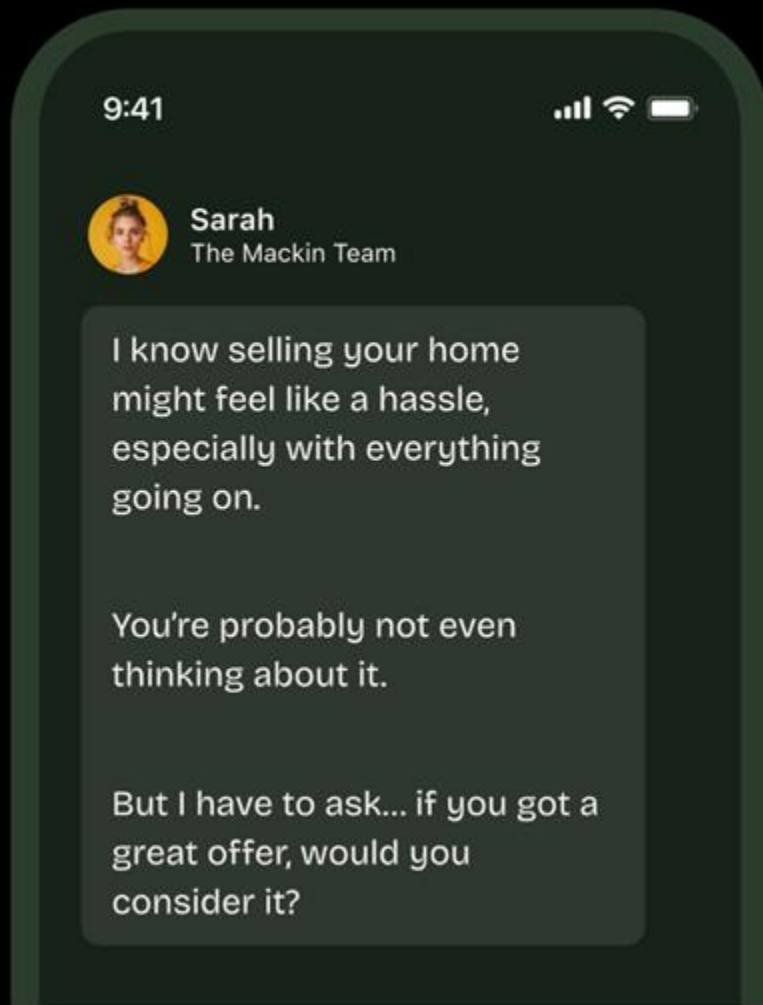 9:41
Sarah
The Mackin Team
I know selling your home
might feel like a hassle,
especially with everything
going on.
You're probably not even
thinking about it.
But I have to ask... if you got a
great offer, would you
consider it?